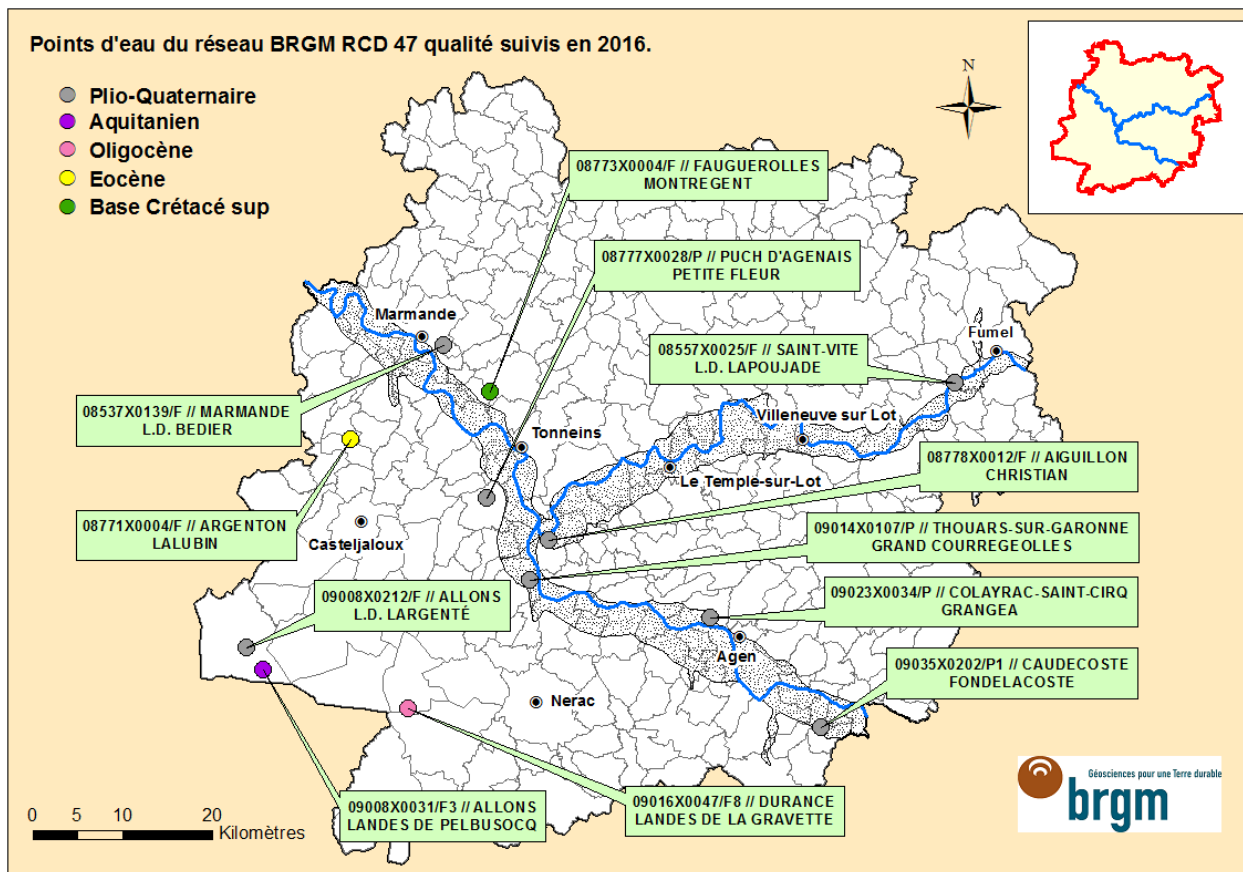 Points d'eau du réseau BRGM RCD 47 qualité suivis en 2016.
Plio-Quaternaire
Aquitanien
Oligocène
Eocène
Base Crétacé sup
N
08773X0004/F // FAUGUEROLLES
MONTREGENT
08777X0028/P // PUCH D'AGENAIS
PETITE FLEUR
Marmande
Fumel
08557X0025/F // SAINT-VITE
L.D. LAPOUJADE
08537X0139/F // MARMANDE
L.D. BEDIER
Villeneuve sur Lot
Tonneins
08778X0012/F // AIGUILLON
CHRISTIAN
Le Temple-sur-Lot
08771X0004/F // ARGENTON
LALUBIN
Casteljaloux
09014X0107/P // THOUARS-SUR-GARONNE
GRAND COURREGEOLLES
09008X0212/F // ALLONS
L.D. LARGENTÉ
09023X0034/P // COLAYRAC-SAINT-CIRQ
GRANGEA
Agen
09035X0202/P1 // CAUDECOSTE
FONDELACOSTE
Nerac
09008X0031/F3 // ALLONS
LANDES DE PELBUSOCQ
09016X0047/F8 // DURANCE
LANDES DE LA GRAVETTE
0 5 10 20
Kilomètres
Géosciences pour une Terre durable
brgm